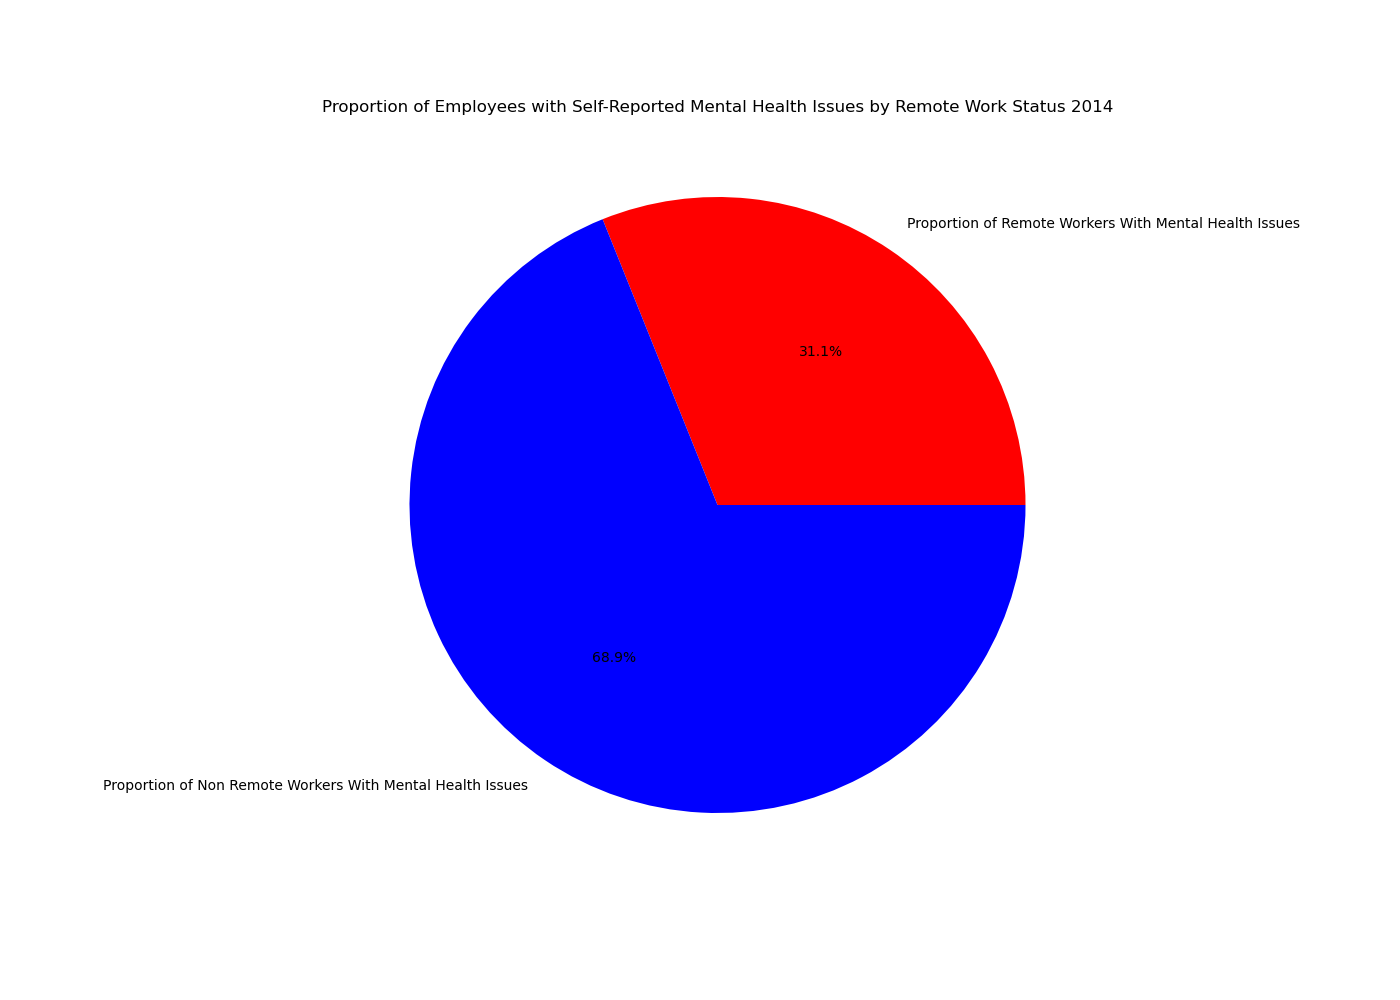 Proportion of Employees with Self-Reported Mental Health Issues by Remote Work Status 2014
Proportion of Remote Workers With Mental Health Issues
31.1%
68.9%
Proportion of Non Remote Workers With Mental Health Issues